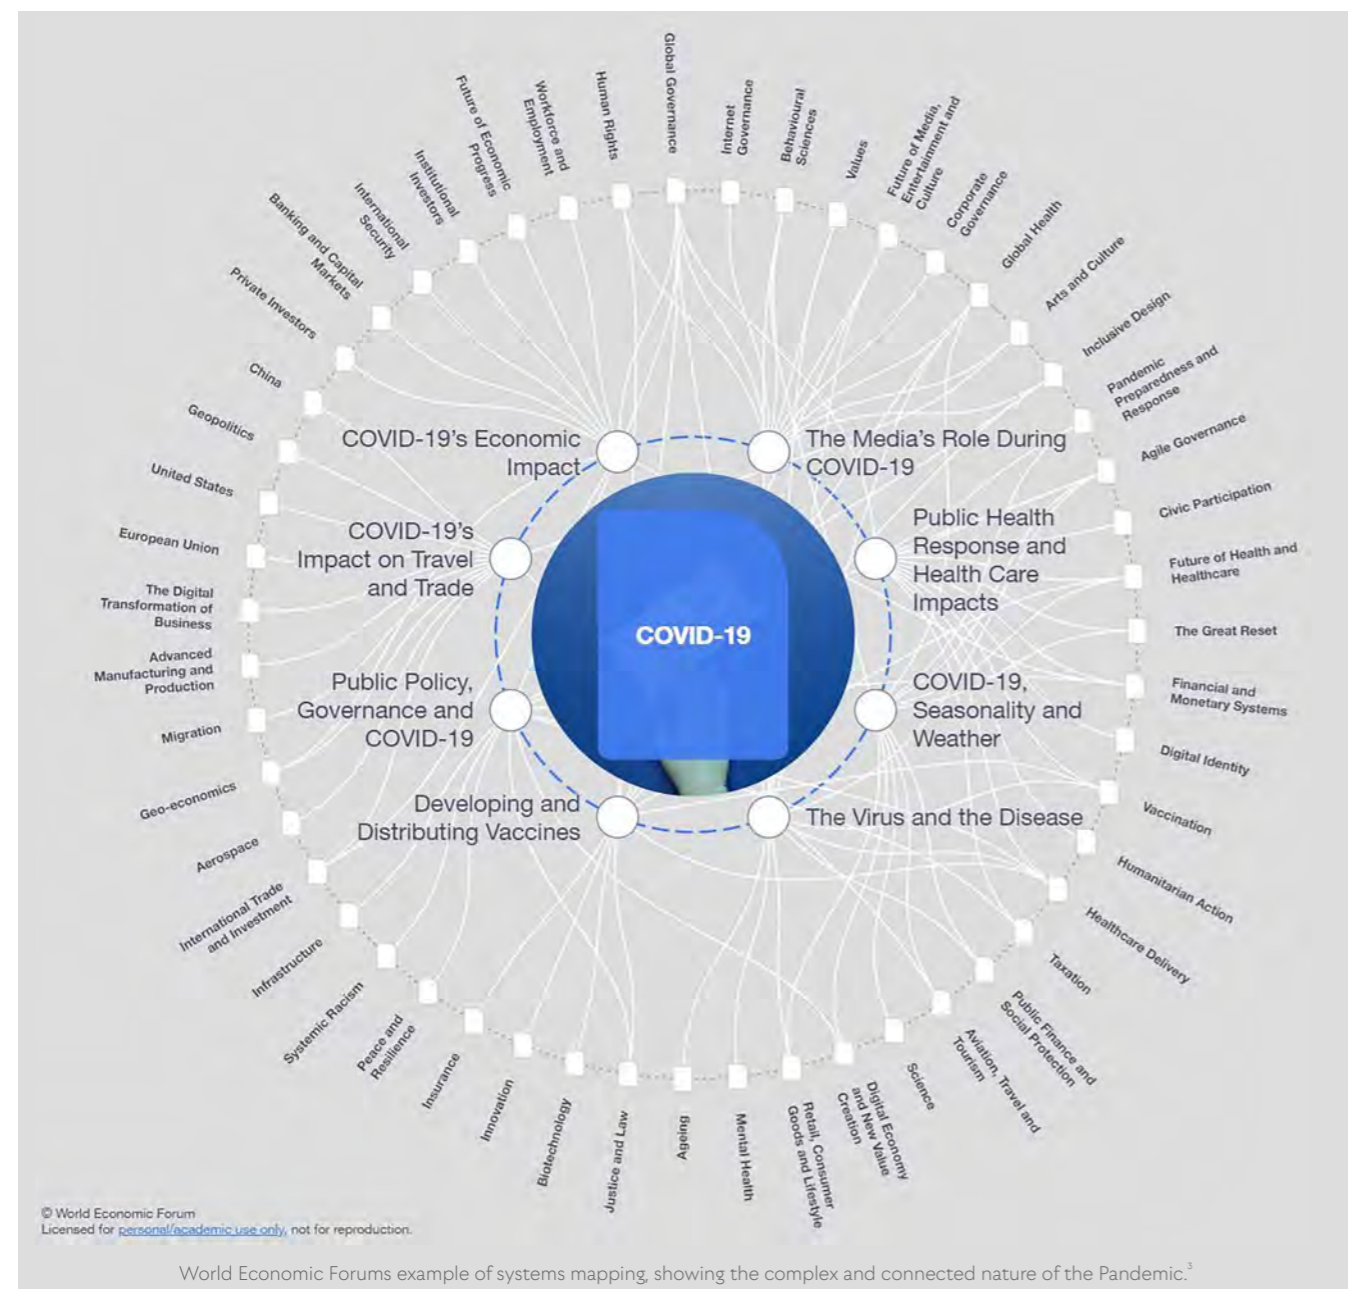 Global Governance
Internet
Governance
Behavioural
Sciences
Values
Future of Media,
Entertainment and
Culture
Corporate
Governance
Global Health
Arts and Culture
Inclusive Design
Pandemic
Preparedness and
Response
Agile Governance
Civic Participation
Future of Health and
Healthcare
The Great Reset
Financial and
Monetary Systems
Digital Identity
Vaccination
Humanitarian Action
Healthcare Delivery
Taxation
Public Finance and
Social Protection
Aviation, Travel and
Tourism
Science
Digital Economy
and New Value
Creation
Retail, Consumer
Goods and Lifestyle
Mental Health
Ageing
Justice and Law
Biotechnology
Innovation
Insurance
Peace and
Resilience
Systemic Racism
Infrastructure
International Trade
and Investment
Aerospace
Geo-economics
Migration
Advanced
Manufacturing and
Production
The Digital
Transformation of
Business
European Union
United States
Geopolitics
China
Private Investors
Banking and Capital
Markets
International
Security
Institutional
Investors
Future of Economic
Progress
Workforce and
Employment
Human Rights
COVID-19's Economic
Impact
The Media's Role During
COVID-19
COVID-19's
Impact on Travel
and Trade
Public Health
Response and
Health Care
Impacts
COVID-19
Public Policy,
Governance and
COVID-19
COVID-19,
Seasonality and
Weather
Developing and
Distributing Vaccines
The Virus and the Disease
© World Economic Forum
Licensed for personal/academic use only, not for reproduction.
World Economic Forums example of systems mapping, showing the complex and connected nature of the Pandemic.³